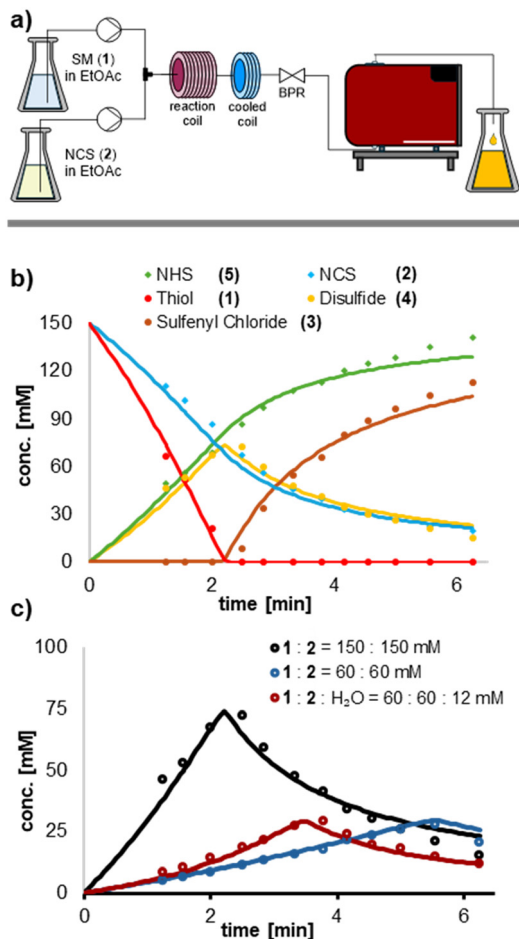 a)
SM (1)
in EtOAc
NCS (2)
in EtOAc
reaction
coil
cooled
coil
BPR
b)
NHS (5)
NCS (2)
Thiol (1)
Disulfide (4)
Sulfenyl Chloride (3)
150
120
90
60
30
0
conc. [mM]
0 2 4 6
time [min]
c)
1 : 2 = 150 : 150 mM
1 : 2 = 60 : 60 mM
1 : 2 : H₂O = 60 : 60 : 12 mM
100
75
50
25
0
conc. [mM]
0 2 4 6
time [min]